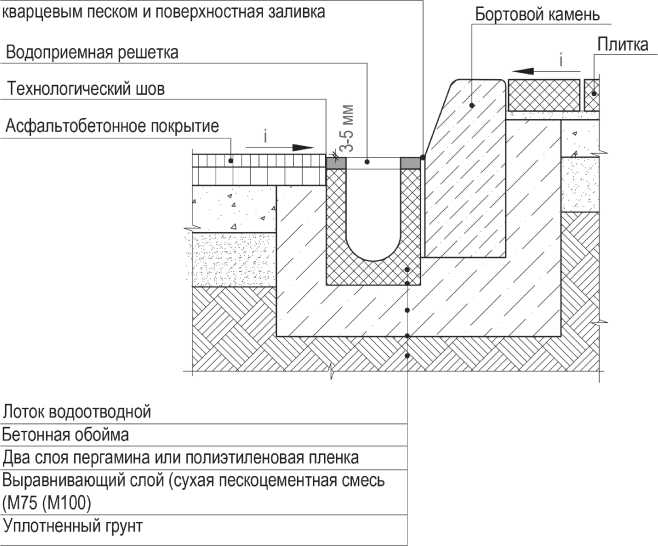 кварцевым песком и поверхностная заливка
Бортовой камень
Водоприемная решетка
Плитка
i
Технологический шов
3-5 мм
Асфальтобетонное покрытие
i
Лоток водоотводной
Бетонная обойма
Два слоя пергамина или полиэтиленовая пленка
Выравнивающий слой (сухая пескоцементная смесь
(М75 (М100)
Уплотненный грунт